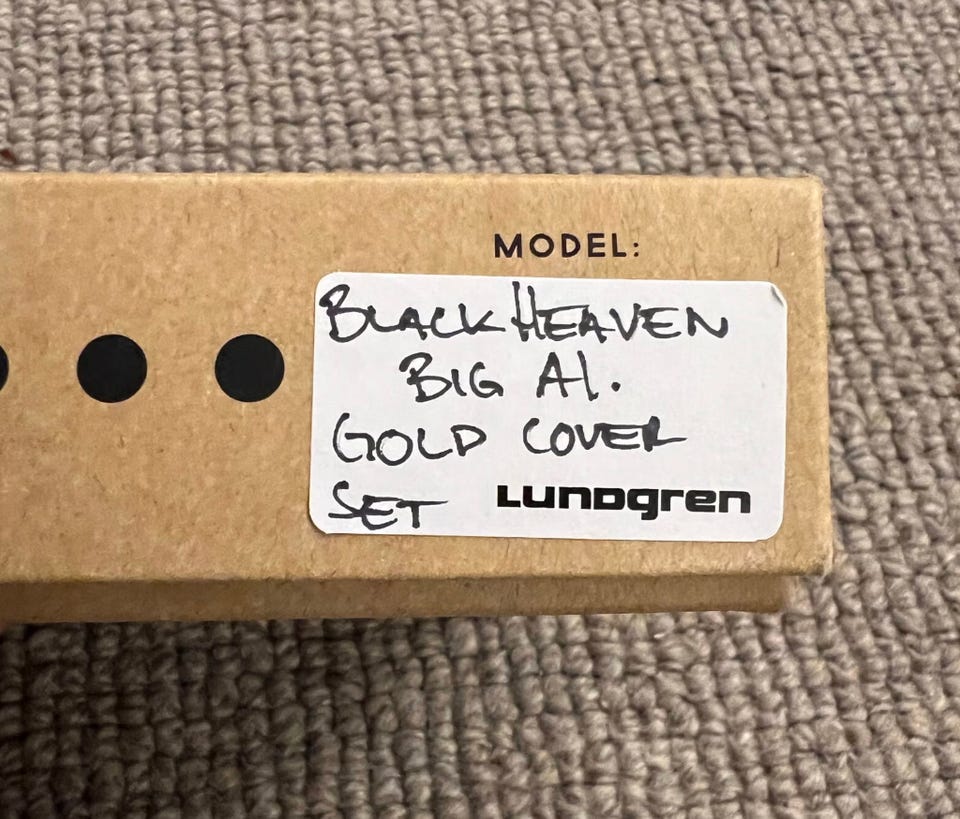 MODEL:
BLACK HEAVEN
BIG Al.
GOLD COVER
SET
LUNDgren